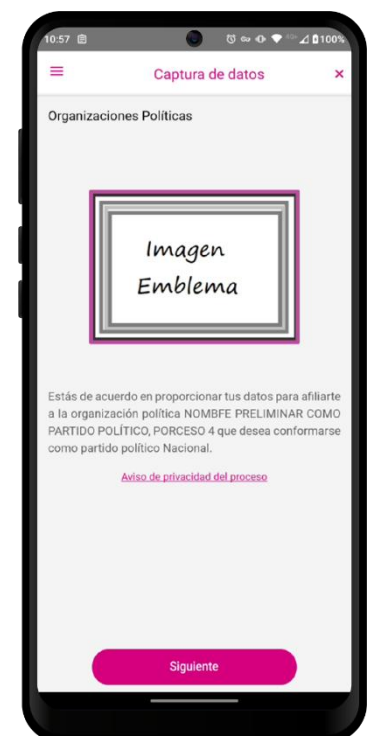 10:57 100%
Captura de datos ×
Organizaciones Políticas
Imagen
Emblema
Estás de acuerdo en proporcionar tus datos para afiliarte
a la organización política NOMBFE PRELIMINAR COMO
PARTIDO POLÍTICO, PORCESO 4 que desea conformarse
como partido político Nacional.
Aviso de privacidad del proceso
Siguiente